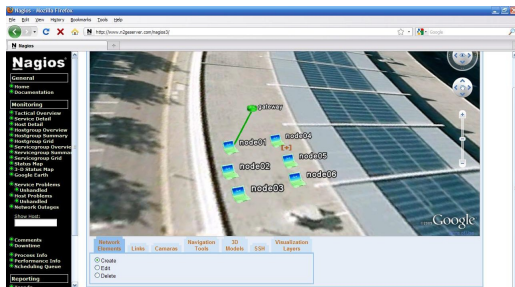 Nagios - Mozilla Firefox
File Edit View History Bookmarks Tools Help
http://www.n2geserver.com/nagios3/
Google
Nagios
Nagios
General
Home
Documentation
Monitoring
Tactical Overview
Service Detail
Host Detail
Hostgroup Overview
Hostgroup Summary
Hostgroup Grid
Servicegroup Overview
Servicegroup Summar
Servicegroup Grid
Status Map
3-D Status Map
Google Earth
Service Problems
Unhandled
Host Problems
Unhandled
Network Outages
Show Host:
Comments
Downtime
Process Info
Performance Info
Scheduling Queue
Reporting
gateway
node01
node04
[+]
node05
node02
node06
node03
Google
Network Elements
Links
Cameras
Navigation Tools
3D Models
SSH
Visualization Layers
Create
Edit
Delete